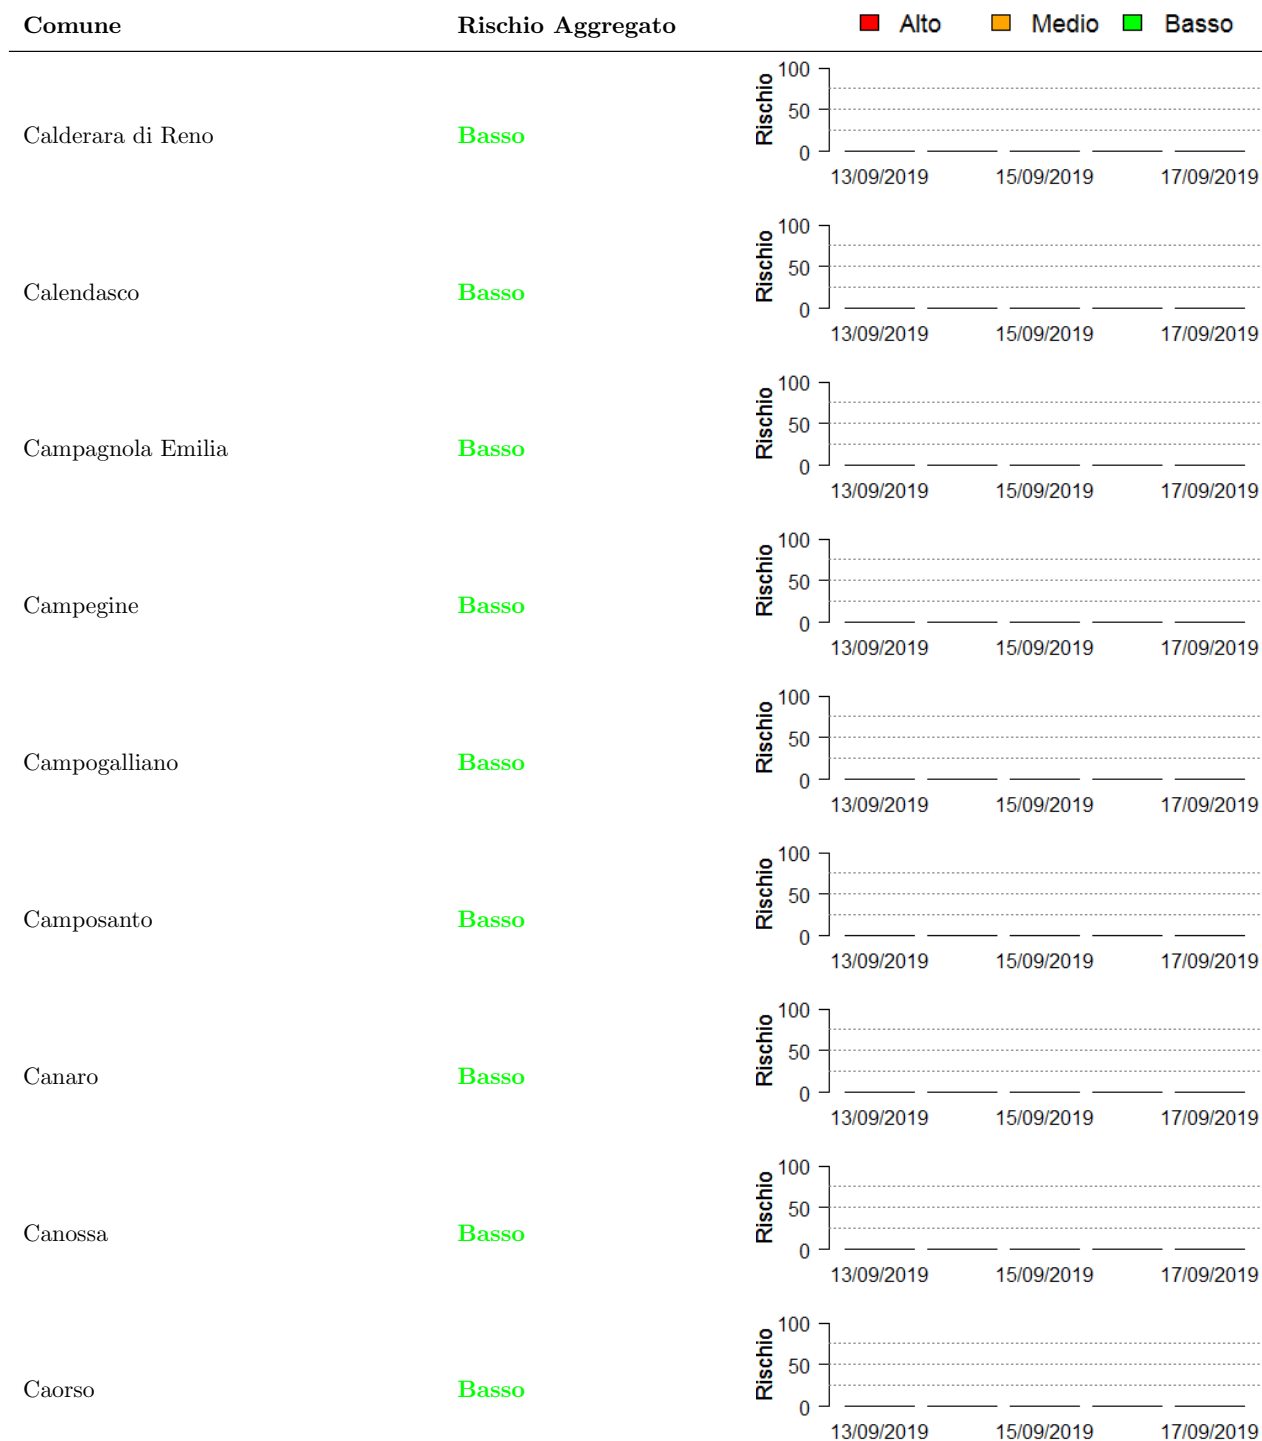 Comune Rischio Aggregato Alto Medio Basso
Calderara di Reno Basso
Rischio
100
50
0
13/09/2019 15/09/2019 17/09/2019
Calendasco Basso
Rischio
100
50
0
13/09/2019 15/09/2019 17/09/2019
Campagnola Emilia Basso
Rischio
100
50
0
13/09/2019 15/09/2019 17/09/2019
Campegine Basso
Rischio
100
50
0
13/09/2019 15/09/2019 17/09/2019
Campogalliano Basso
Rischio
100
50
0
13/09/2019 15/09/2019 17/09/2019
Camposanto Basso
Rischio
100
50
0
13/09/2019 15/09/2019 17/09/2019
Canaro Basso
Rischio
100
50
0
13/09/2019 15/09/2019 17/09/2019
Canossa Basso
Rischio
100
50
0
13/09/2019 15/09/2019 17/09/2019
Caorso Basso
Rischio
100
50
0
13/09/2019 15/09/2019 17/09/2019